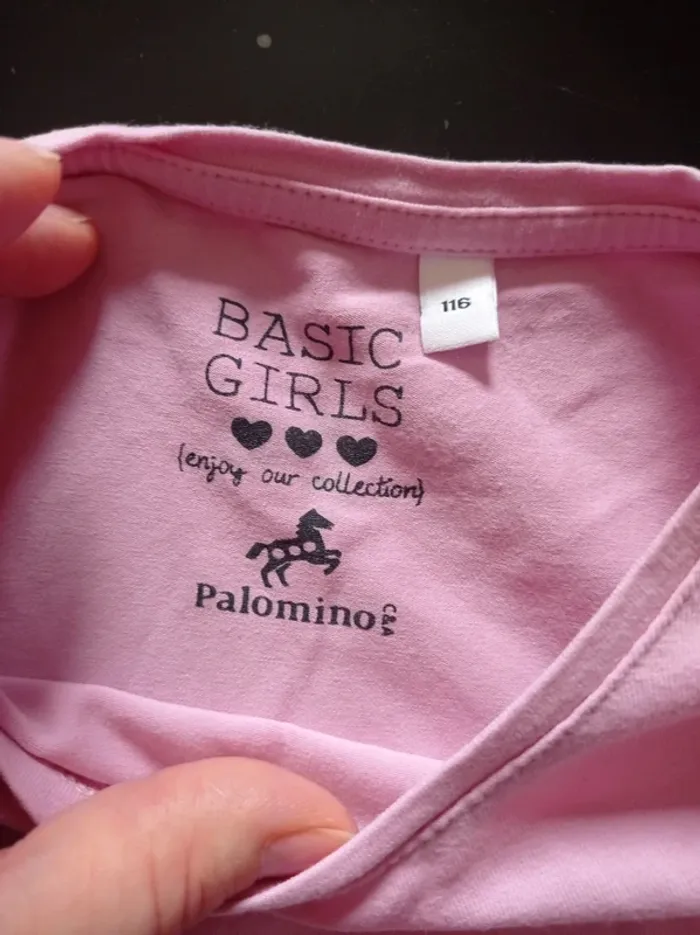 116
BASIC
GIRLS
{enjoy our collection}
Palomino C&A